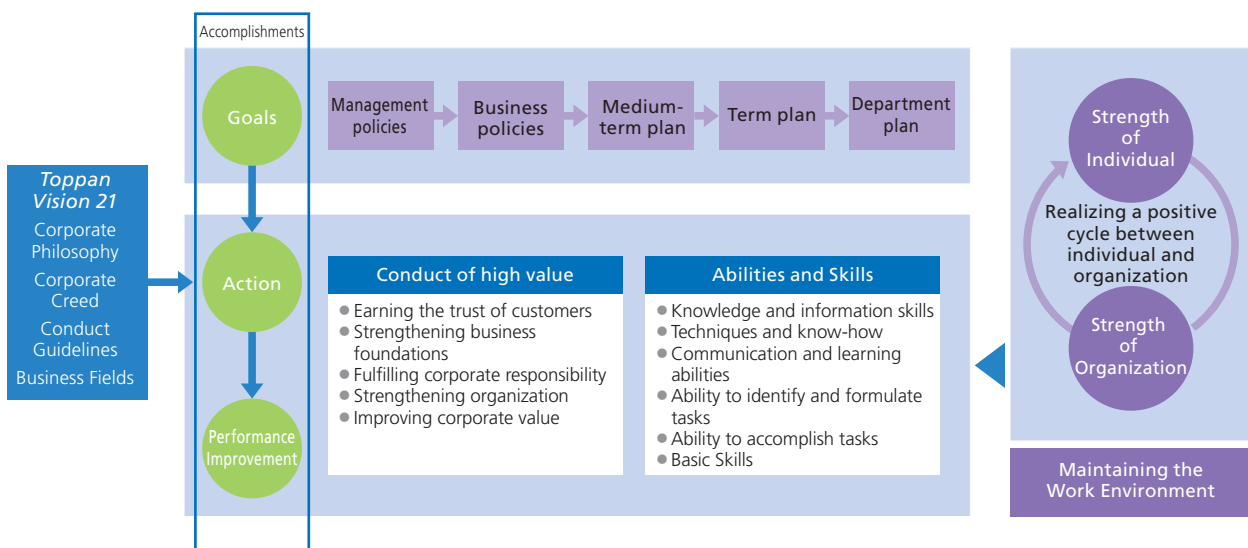 Accomplishments
Goals
Management
policies
Business
policies
Medium-
term plan
Term plan
Department
plan
Toppan
Vision 21
Corporate
Philosophy
Corporate
Creed
Conduct
Guidelines
Business Fields
Action
Performance
Improvement
Conduct of high value
● Earning the trust of customers
● Strengthening business
foundations
● Fulfilling corporate responsibility
● Strengthening organization
● Improving corporate value
Abilities and Skills
● Knowledge and information skills
● Techniques and know-how
● Communication and learning
abilities
● Ability to identify and formulate
tasks
● Ability to accomplish tasks
● Basic Skills
Strength
of
Individual
Realizing a positive
cycle between
individual and
organization
Strength
of
Organization
Maintaining the
Work Environment